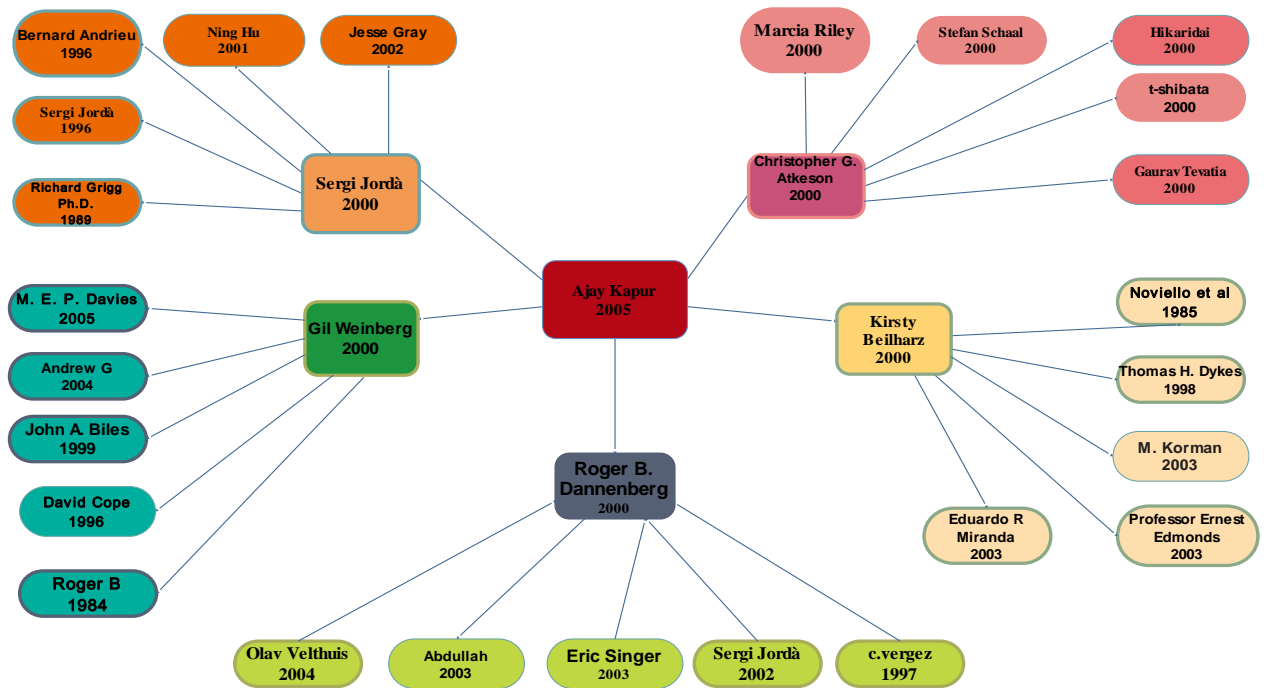 Bernard Andrieu
1996
Ning Hu
2001
Jesse Gray
2002
Sergi Jordà
1996
Richard Grigg
Ph.D.
1989
Sergi Jordà
2000
Marcia Riley
2000
Stefan Schaal
2000
Hikaridai
2000
t-shibata
2000
Gaurav Tevatia
2000
Christopher G.
Atkeson
2000
Ajay Kapur
2005
M. E. P. Davies
2005
Andrew G
2004
John A. Biles
1999
David Cope
1996
Roger B
1984
Gil Weinberg
2000
Kirsty
Beilharz
2000
Noviello et al
1985
Thomas H. Dykes
1998
M. Korman
2003
Professor Ernest
Edmonds
2003
Eduardo R
Miranda
2003
Roger B.
Dannenberg
2000
Olav Velthuis
2004
Abdullah
2003
Eric Singer
2003
Sergi Jordà
2002
c.vergez
1997